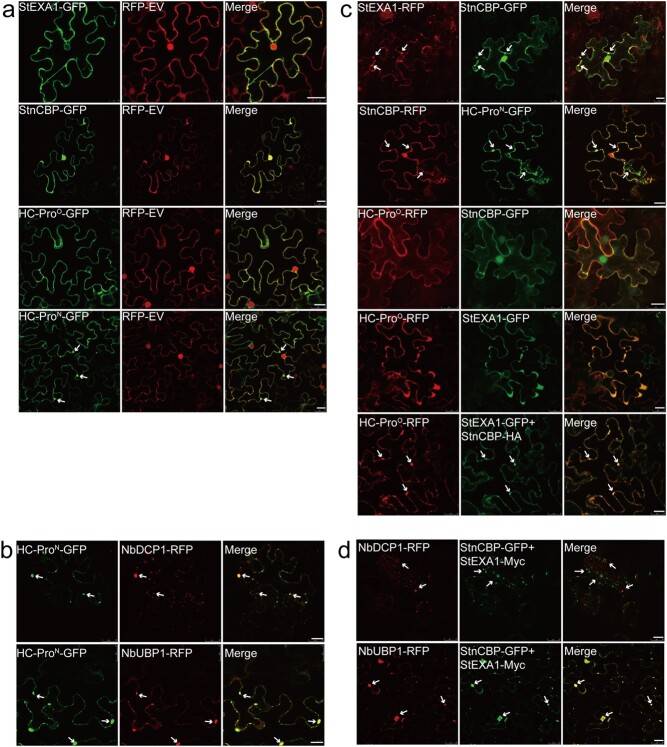 a
StEXA1-GFP RFP-EV Merge
StnCBP-GFP RFP-EV Merge
HC-Proᴼ-GFP RFP-EV Merge
HC-Proᴺ-GFP RFP-EV Merge
b
HC-Proᴺ-GFP NbDCP1-RFP Merge
HC-Proᴺ-GFP NbUBP1-RFP Merge
c
StEXA1-RFP StnCBP-GFP Merge
StnCBP-RFP HC-Proᴺ-GFP Merge
HC-Proᴼ-RFP StnCBP-GFP Merge
HC-Proᴼ-RFP StEXA1-GFP Merge
HC-Proᴼ-RFP StEXA1-GFP+ Merge
StnCBP-HA
d
NbDCP1-RFP StnCBP-GFP+ Merge
StEXA1-Myc
NbUBP1-RFP StnCBP-GFP+ Merge
StEXA1-Myc